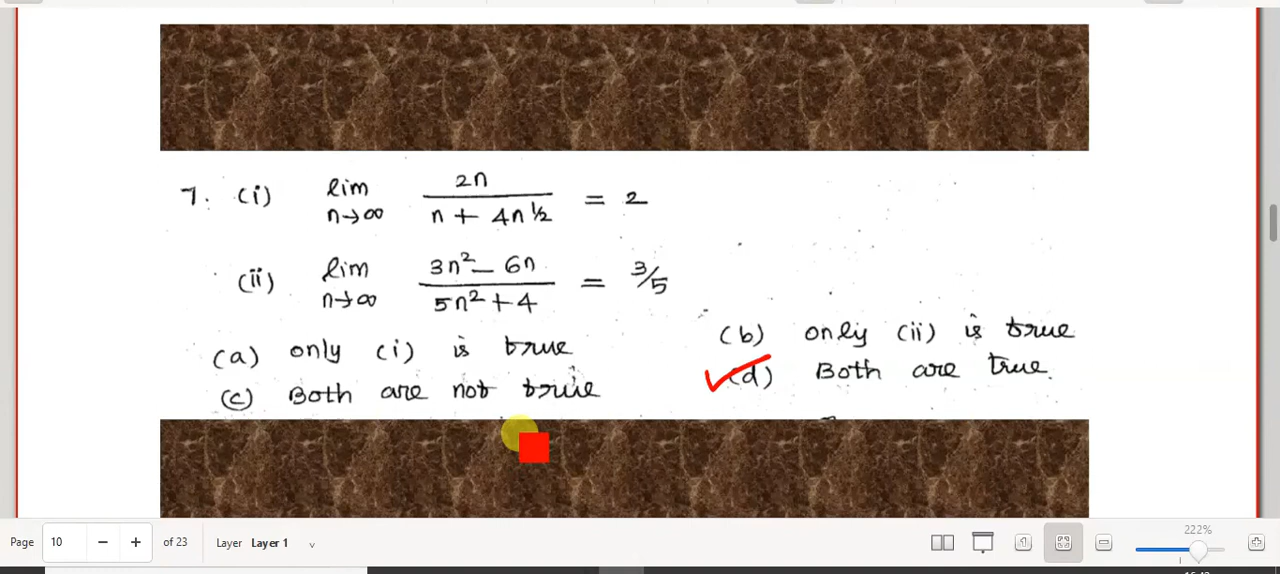 7. (i) lim n→∞ 2n / n + 4n½ = 2
(ii) lim n→∞ 3n² - 6n / 5n² + 4 = 3/5
(a) only (i) is true
(b) only (ii) is true
(c) Both are not true
(d) Both are true.
222%
Page 10 of 23 Layer Layer 1